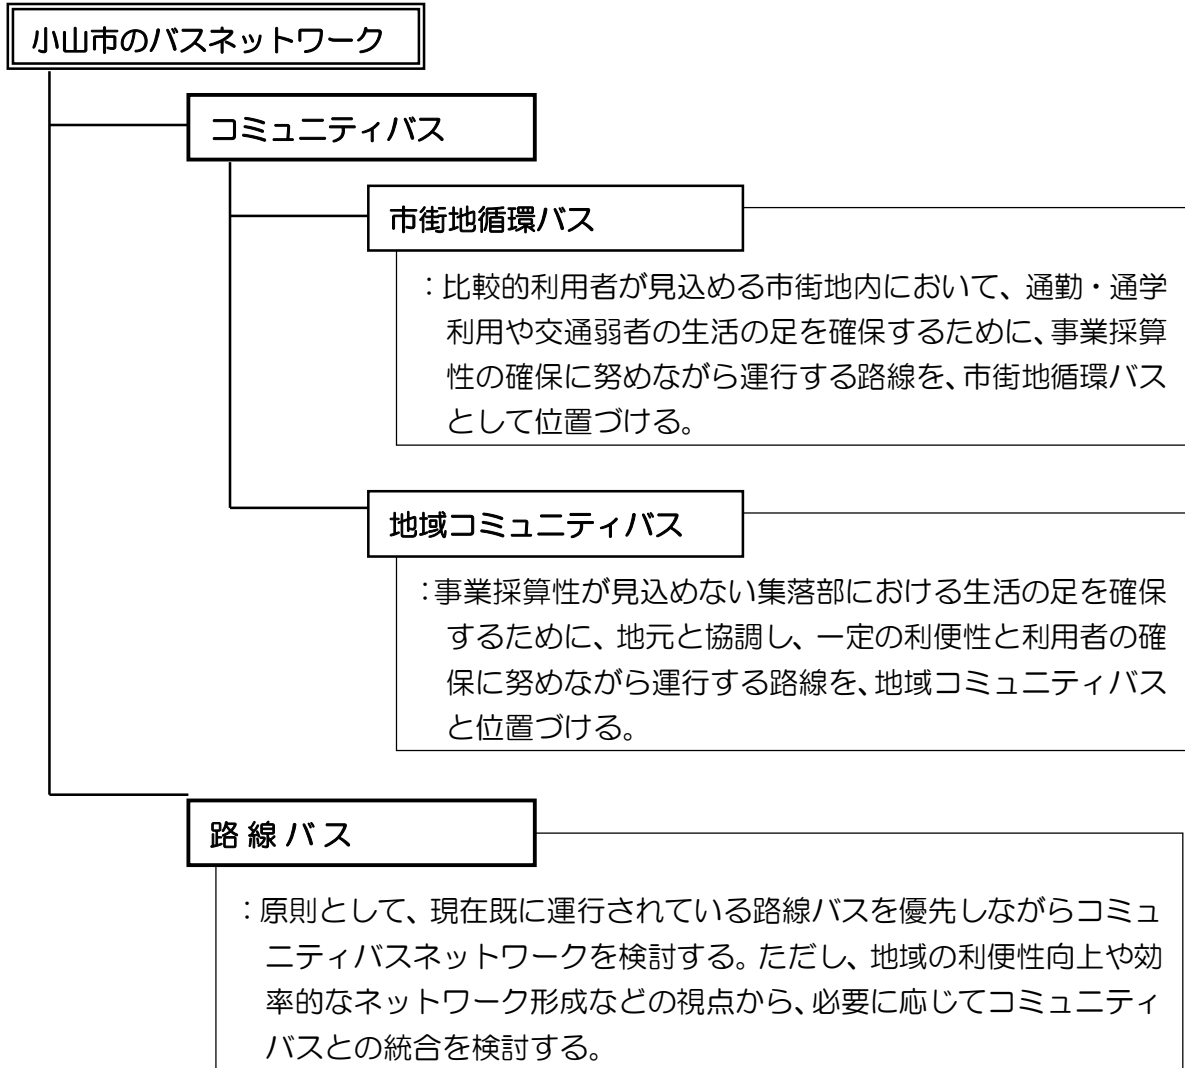 小山市のバスネットワーク
コミュニティバス
市街地循環バス
：比較的利用者が見込める市街地内において、通勤・通学
利用や交通弱者の生活の足を確保するために、事業採算
性の確保に努めながら運行する路線を、市街地循環バス
として位置づける。
地域コミュニティバス
：事業採算性が見込めない集落部における生活の足を確保
するために、地元と協調し、一定の利便性と利用者の確
保に努めながら運行する路線を、地域コミュニティバス
と位置づける。
路線バス
：原則として、現在既に運行されている路線バスを優先しながらコミュ
ニティバスネットワークを検討する。ただし、地域の利便性向上や効
率的なネットワーク形成などの視点から、必要に応じてコミュニティ
バスとの統合を検討する。